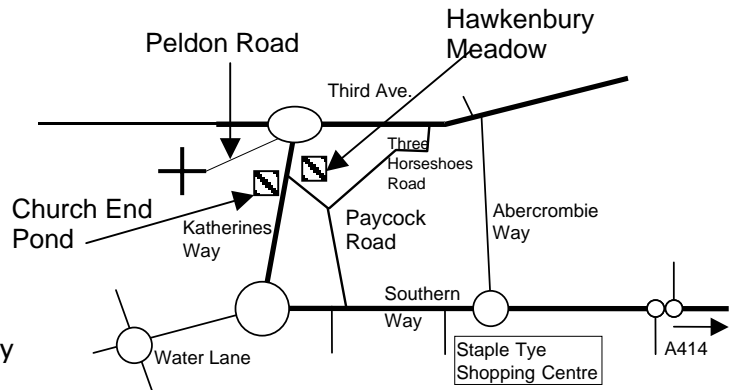 Hawkenbury
Meadow
Peldon Road
Third Ave.
Three
Horseshoes
Road
Church End
Pond
Katherines
Way
Paycock
Road
Abercrombie
Way
Southern
Way
y
Water Lane
Staple Tye
Shopping Centre
A414